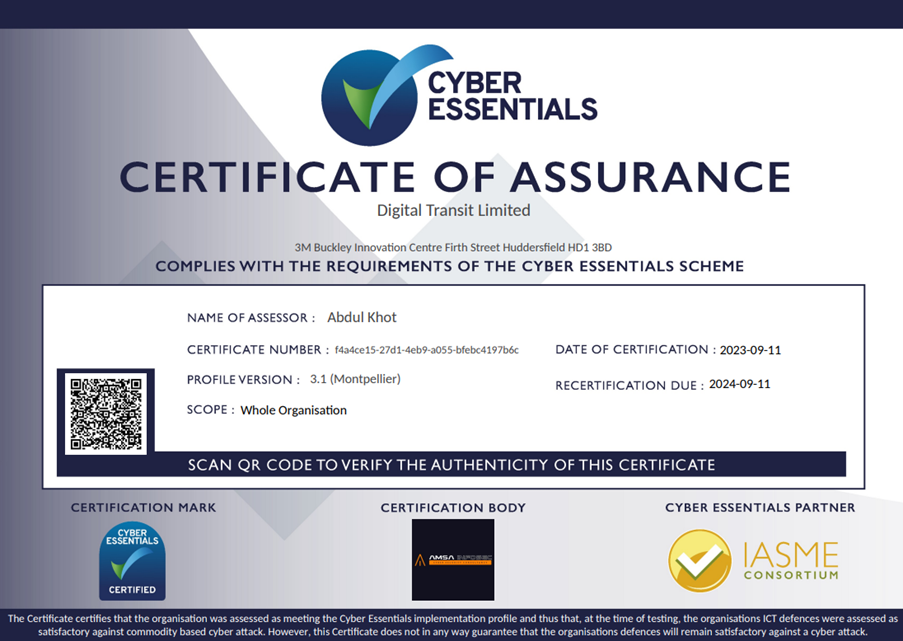 CYBER
ESSENTIALS
CERTIFICATE OF ASSURANCE
Digital Transit Limited
3M Buckley Innovation Centre Firth Street Huddersfield HD1 3BD
COMPLIES WITH THE REQUIREMENTS OF THE CYBER ESSENTIALS SCHEME
NAME OF ASSESSOR : Abdul Khot
CERTIFICATE NUMBER : f4a4ce15-27d1-4eb9-a055-bfebc4197b6c
DATE OF CERTIFICATION : 2023-09-11
PROFILE VERSION : 3.1 (Montpellier)
RECERTIFICATION DUE : 2024-09-11
SCOPE : Whole Organisation
SCAN QR CODE TO VERIFY THE AUTHENTICITY OF THIS CERTIFICATE
CERTIFICATION MARK
CERTIFICATION BODY
CYBER ESSENTIALS PARTNER
CYBER
ESSENTIALS
CERTIFIED
AMSA INFOSEC
IASME
CONSORTIUM
The Certificate certifies that the organisation was assessed as meeting the Cyber Essentials implementation profile and thus that, at the time of testing, the organisations ICT defences were assessed as
satisfactory against commodity based cyber attack. However, this Certificate does not in any way guarantee that the organisations defences will remain satisfactory against a cyber attack.